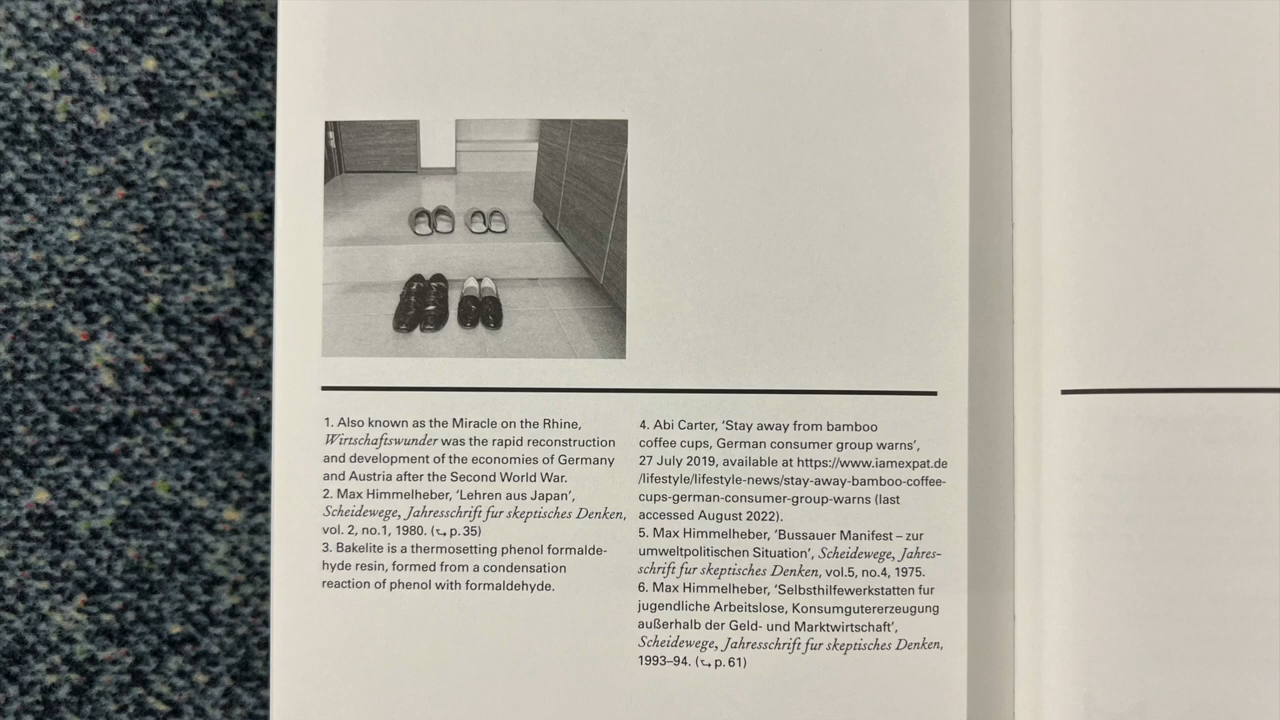 1. Also known as the Miracle on the Rhine,
Wirtschaftswunder was the rapid reconstruction
and development of the economies of Germany
and Austria after the Second World War.
2. Max Himmelheber, ‘Lehren aus Japan’,
Scheidewege, Jahresschrift fur skeptisches Denken,
vol. 2, no.1, 1980. (↪ p. 35)
3. Bakelite is a thermosetting phenol formalde-
hyde resin, formed from a condensation
reaction of phenol with formaldehyde.
4. Abi Carter, ‘Stay away from bamboo
coffee cups, German consumer group warns’,
27 July 2019, available at https://www.iamexpat.de
/lifestyle/lifestyle-news/stay-away-bamboo-coffee-
cups-german-consumer-group-warns (last
accessed August 2022).
5. Max Himmelheber, ‘Bussauer Manifest – zur
umweltpolitischen Situation’, Scheidewege, Jahres-
schrift fur skeptisches Denken, vol.5, no.4, 1975.
6. Max Himmelheber, ‘Selbsthilfewerkstatten fur
jugendliche Arbeitslose, Konsumgutererzeugung
außerhalb der Geld- und Marktwirtschaft’,
Scheidewege, Jahresschrift fur skeptisches Denken,
1993–94. (↪ p. 61)